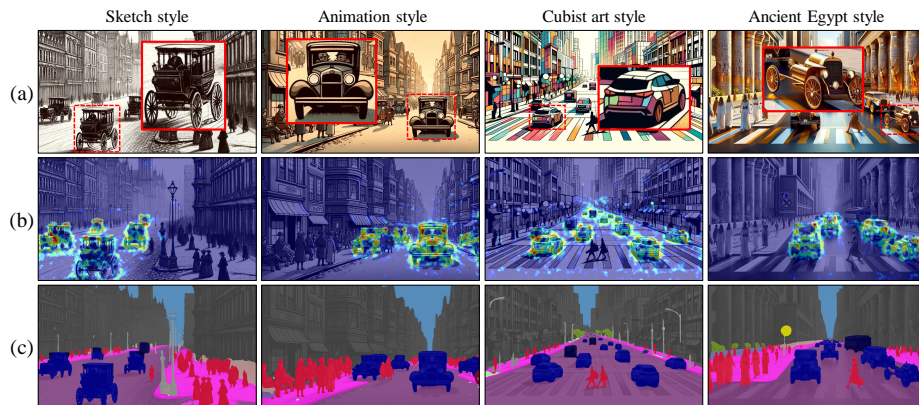 Sketch style
Animation style
Cubist art style
Ancient Egypt style
(a)
(b)
(c)